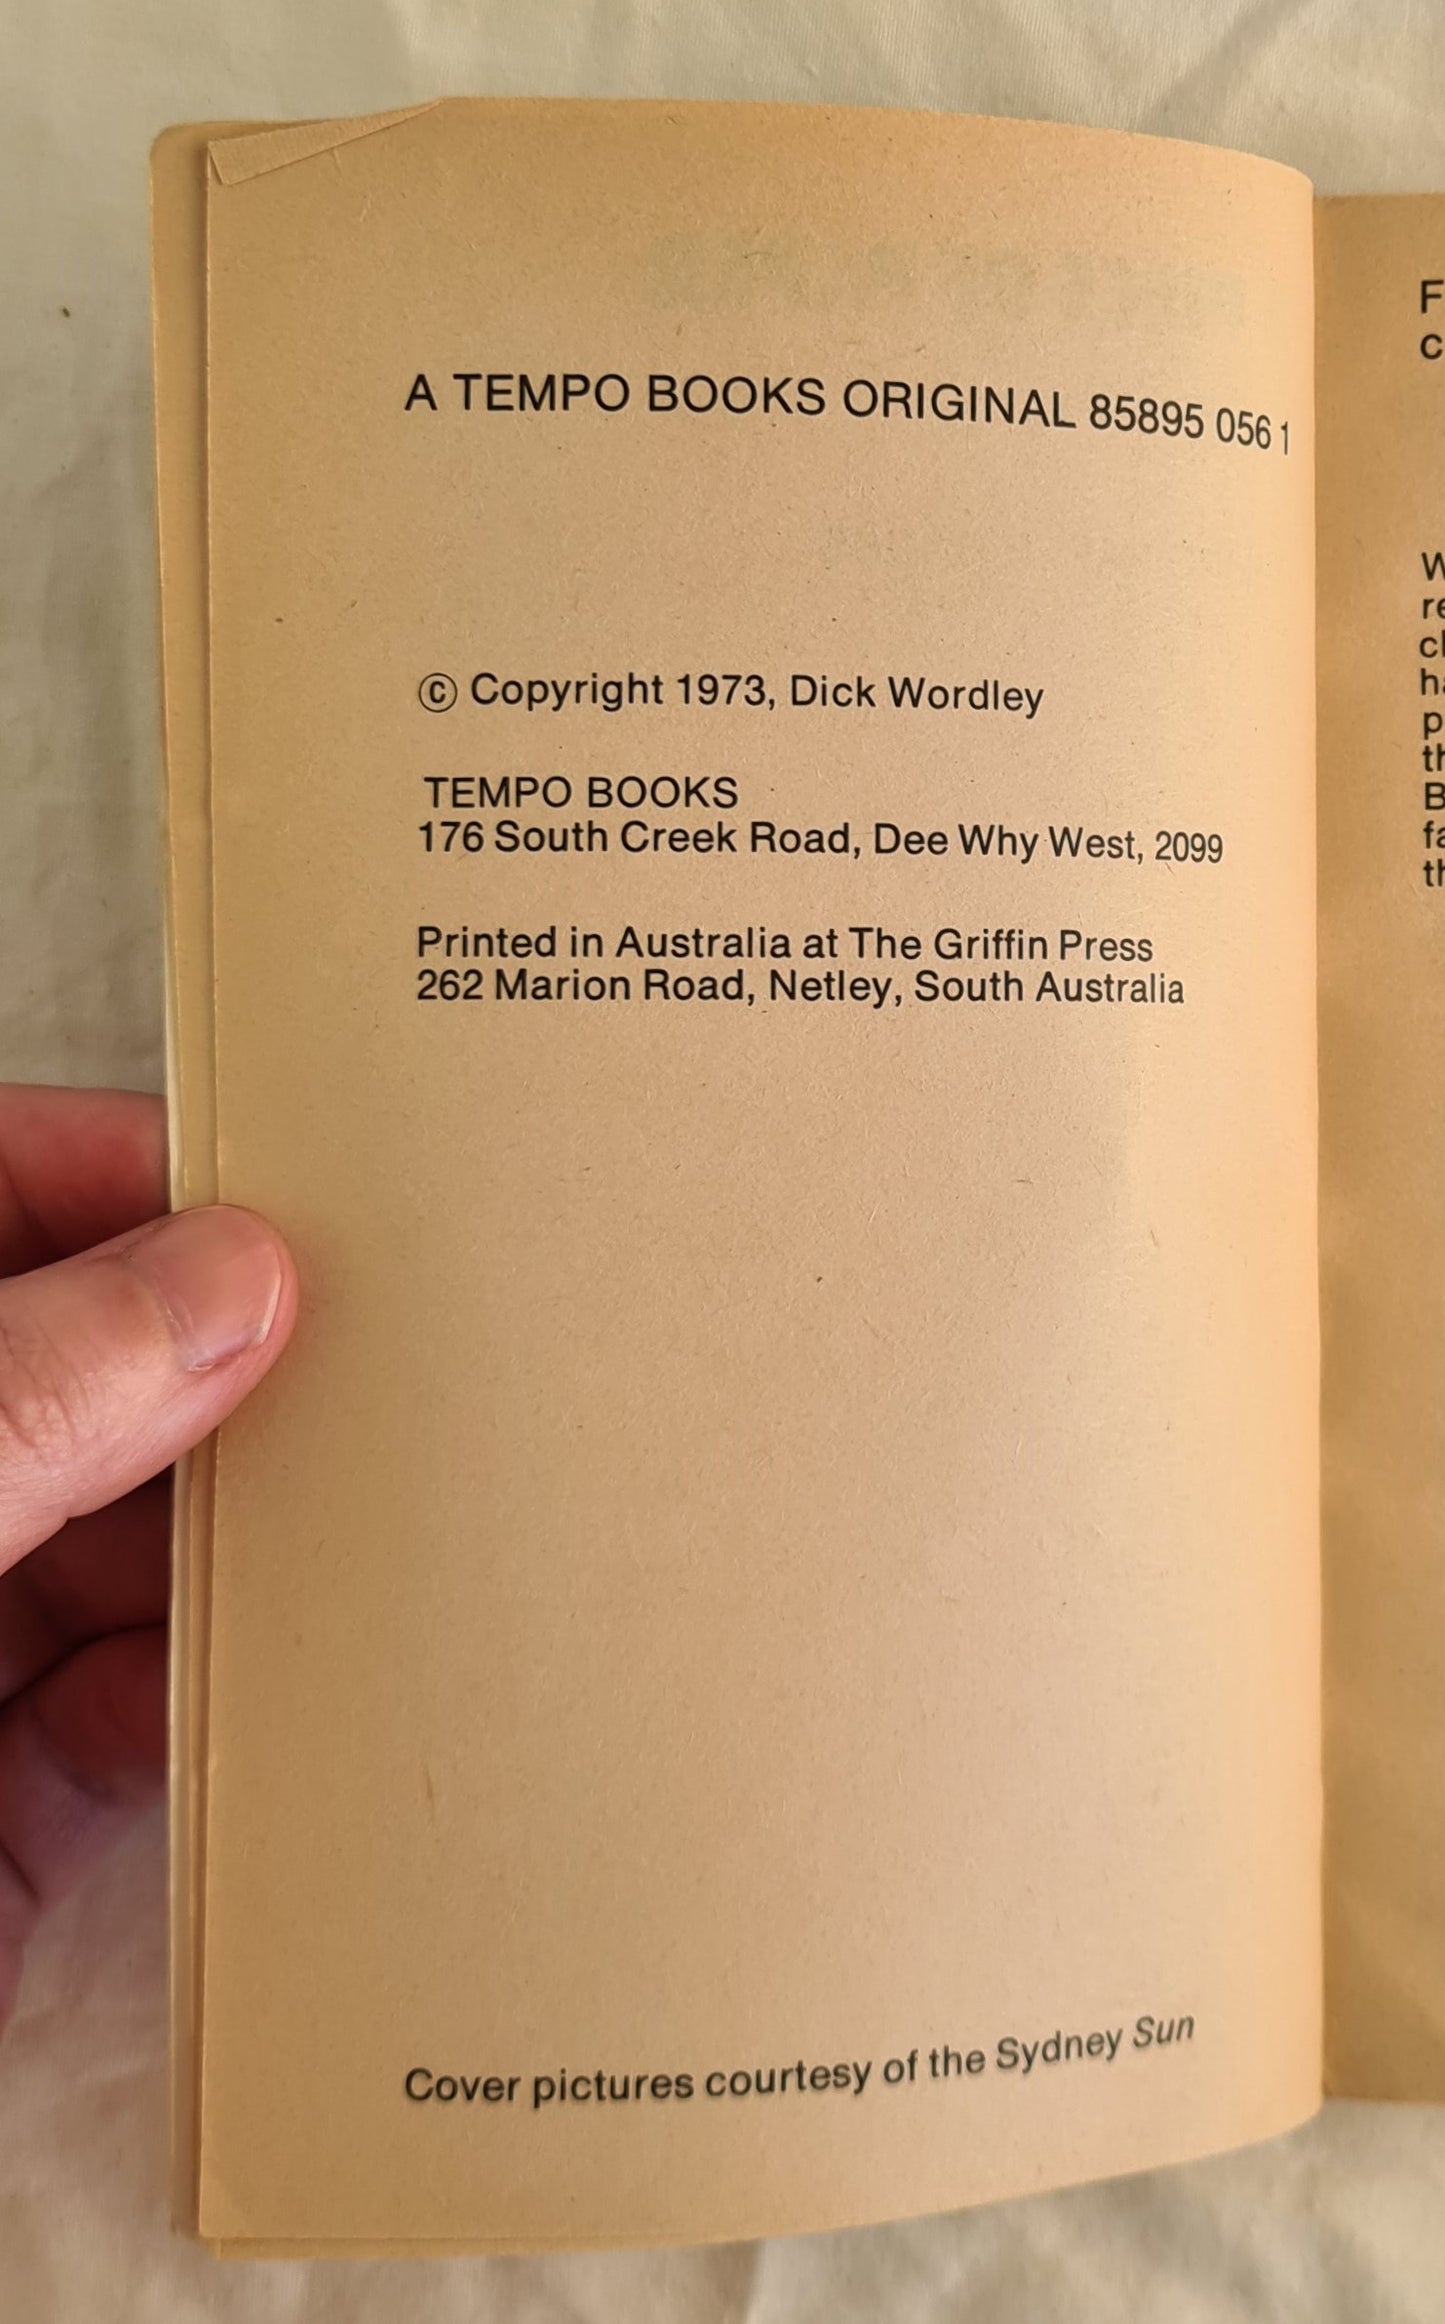 A TEMPO BOOKS ORIGINAL 85895 056 1
© Copyright 1973, Dick Wordley
TEMPO BOOKS
176 South Creek Road, Dee Why West, 2099
Printed in Australia at The Griffin Press
262 Marion Road, Netley, South Australia
Cover pictures courtesy of the Sydney Sun